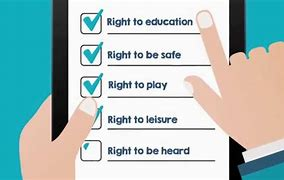 Right to education
Right to be safe
Right to play
Right to leisure
Right to be heard